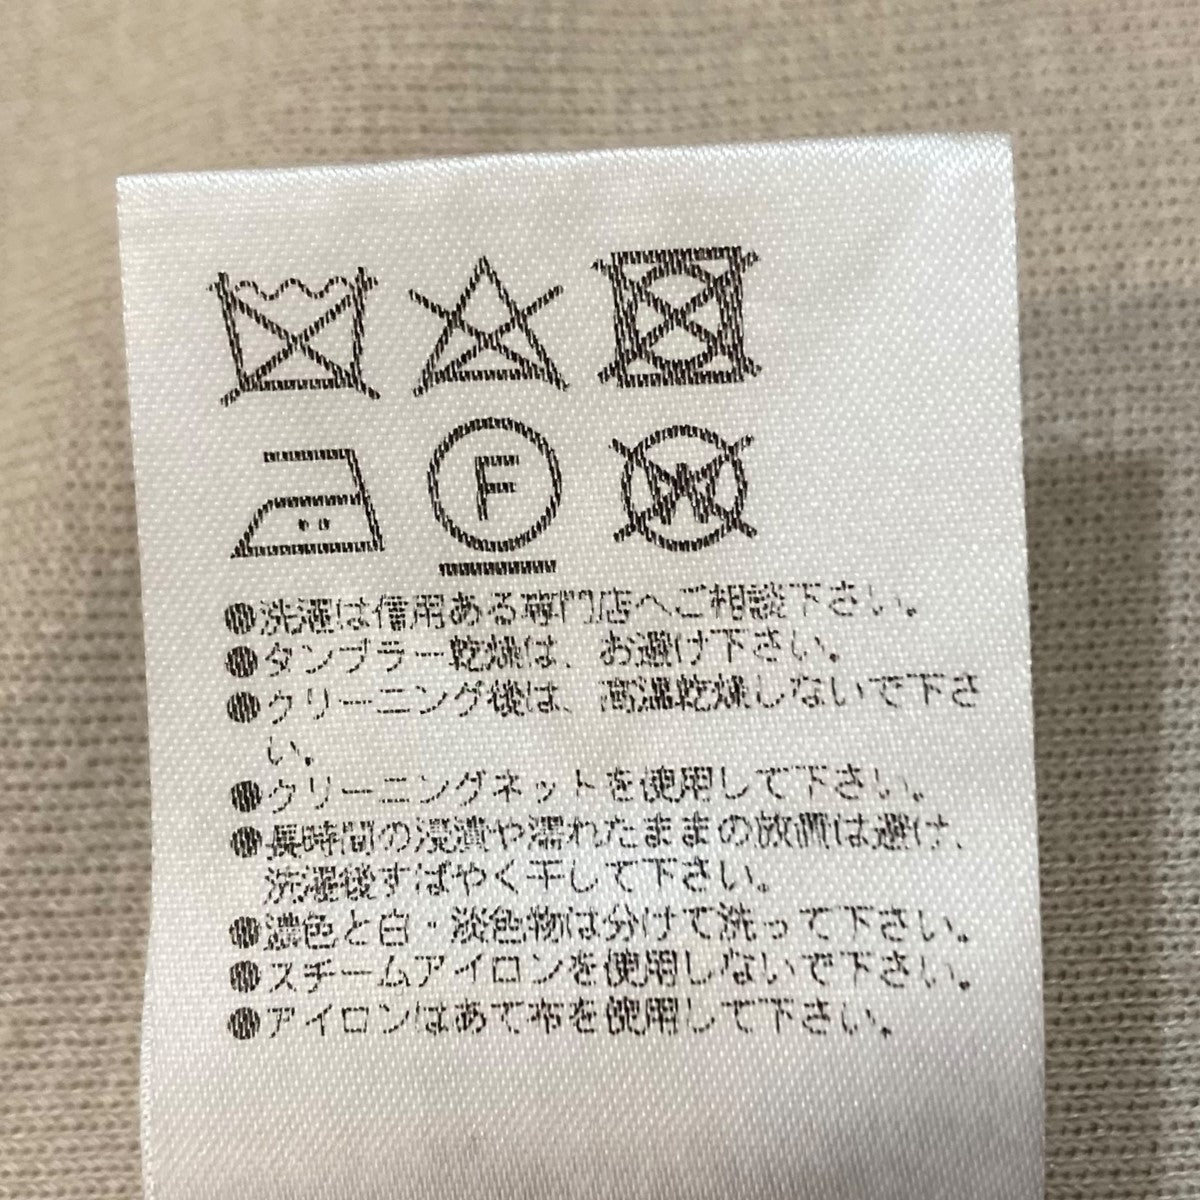 F
W
●洗濯は信用ある専門店へご相談下さい。
●タンブラー乾燥は、お避け下さい。
●クリーニング後は、高温乾燥しないで下さ
い。
●クリーニングネットを使用して下さい。
●長時間の浸漬や濡れたままの放置は避け、
洗濯後すばやく干して下さい。
●濃色と白・淡色物は分けて洗って下さい。
●スチームアイロンを使用しないで下さい。
●アイロンはあて布を使用して下さい。